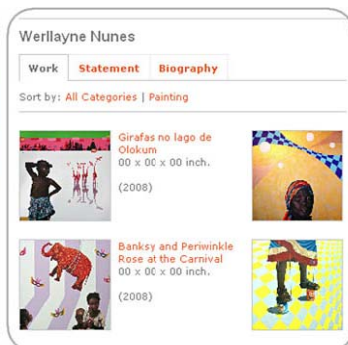 Werllayne Nunes
Work Statement Biography
Sort by: All Categories | Painting
Girafas no lago de
Olokum
00 x 00 x 00 inch.
(2008)
Banksy and Periwinkle
Rose at the Carnival
00 x 00 x 00 inch.
(2008)